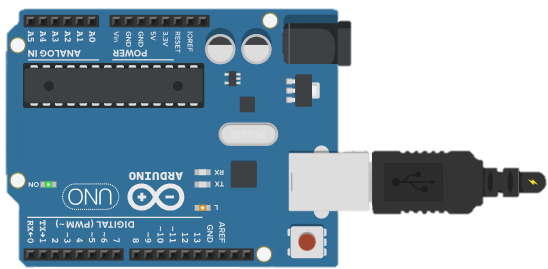 A5 A4 A3 A2 A1 A0
Vin GND GND 5V 3.3V RESET IOREF
ANALOG IN
POWER
RX
TX
ARDUINO
ON
UNO
L
DIGITAL (PWM ~)
AREF
GND
RX←0 TX→1 2 ~3 4 ~5 ~6 7 8 ~9 ~10 ~11 12 13